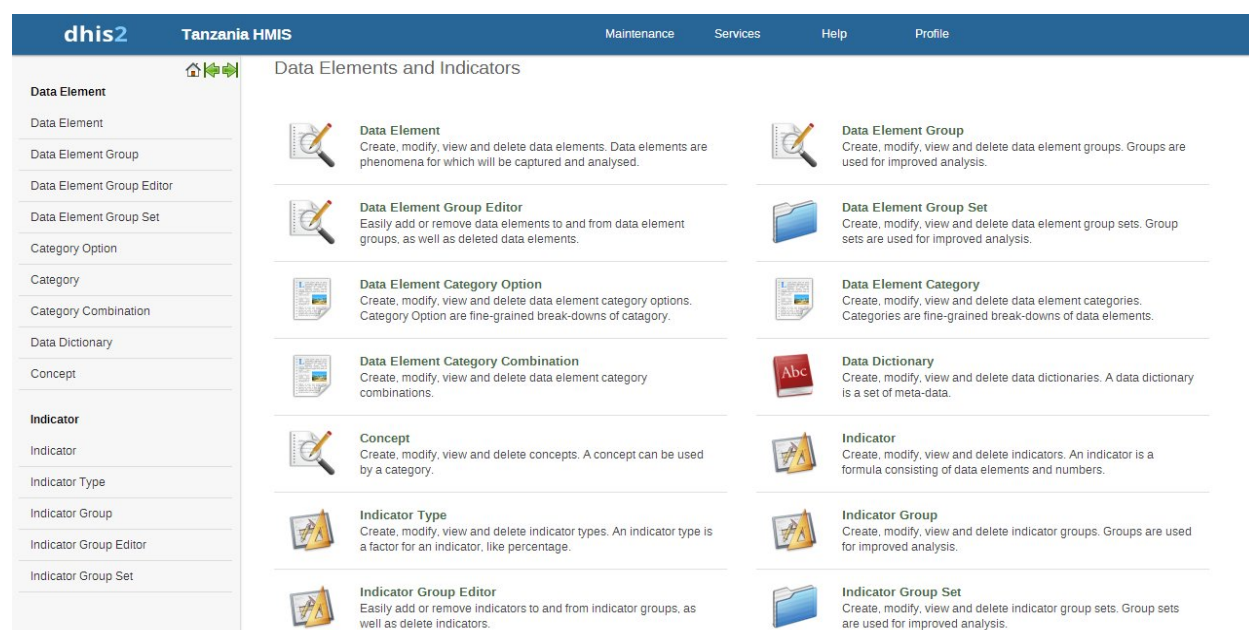 dhis2
Tanzania HMIS
Maintenance
Services
Help
Profile
Data Element
Data Element
Data Element Group
Data Element Group Editor
Data Element Group Set
Category Option
Category
Category Combination
Data Dictionary
Concept
Indicator
Indicator
Indicator Type
Indicator Group
Indicator Group Editor
Indicator Group Set
Data Elements and Indicators
Data Element
Create, modify, view and delete data elements. Data elements are
phenomena for which will be captured and analysed.
Data Element Group
Create, modify, view and delete data element groups. Groups are
used for improved analysis.
Data Element Group Editor
Easily add or remove data elements to and from data element
groups, as well as deleted data elements.
Data Element Group Set
Create, modify, view and delete data element group sets. Group
sets are used for improved analysis.
Data Element Category Option
Create, modify, view and delete data element category options.
Category Option are fine-grained break-downs of catagory.
Data Element Category
Create, modify, view and delete data element categories.
Categories are fine-grained break-downs of data elements.
Data Element Category Combination
Create, modify, view and delete data element category
combinations.
Abc
Data Dictionary
Create, modify, view and delete data dictionaries. A data dictionary
is a set of meta-data.
Concept
Create, modify, view and delete concepts. A concept can be used
by a category.
Indicator
Create, modify, view and delete indicators. An indicator is a
formula consisting of data elements and numbers.
Indicator Type
Create, modify, view and delete indicator types. An indicator type is
a factor for an indicator, like percentage.
Indicator Group
Create, modify, view and delete indicator groups. Groups are used
for improved analysis.
Indicator Group Editor
Easily add or remove indicators to and from indicator groups, as
well as delete indicators.
Indicator Group Set
Create, modify, view and delete indicator group sets. Group sets
are used for improved analysis.